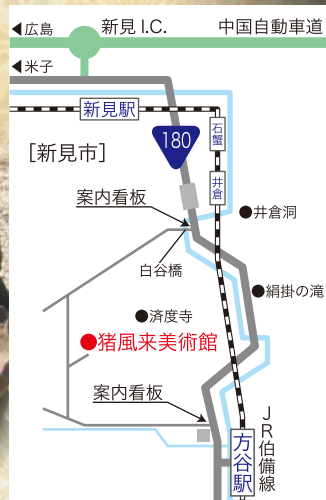 ◀広島
新見 I.C.
中国自動車道
◀米子
新見駅
[新見市]
180
石蟹
井倉
案内看板
●井倉洞
白谷橋
●絹掛の滝
●済度寺
●猪風来美術館
案内看板
JR伯備線
方谷駅